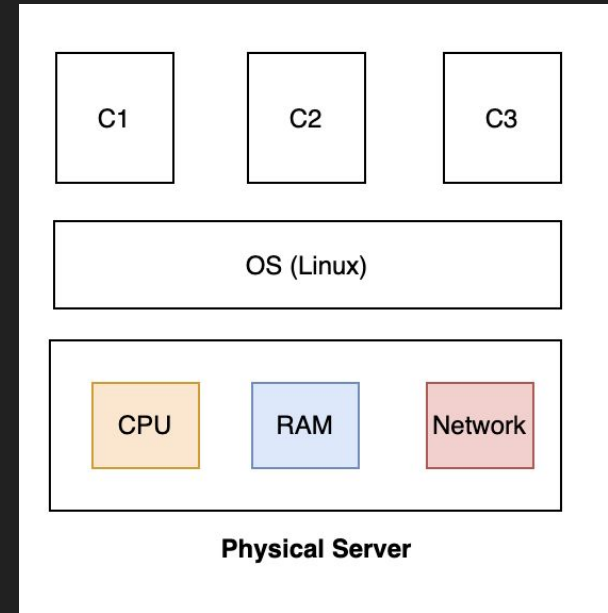 C1
C2
C3
OS (Linux)
CPU
RAM
Network
Physical Server